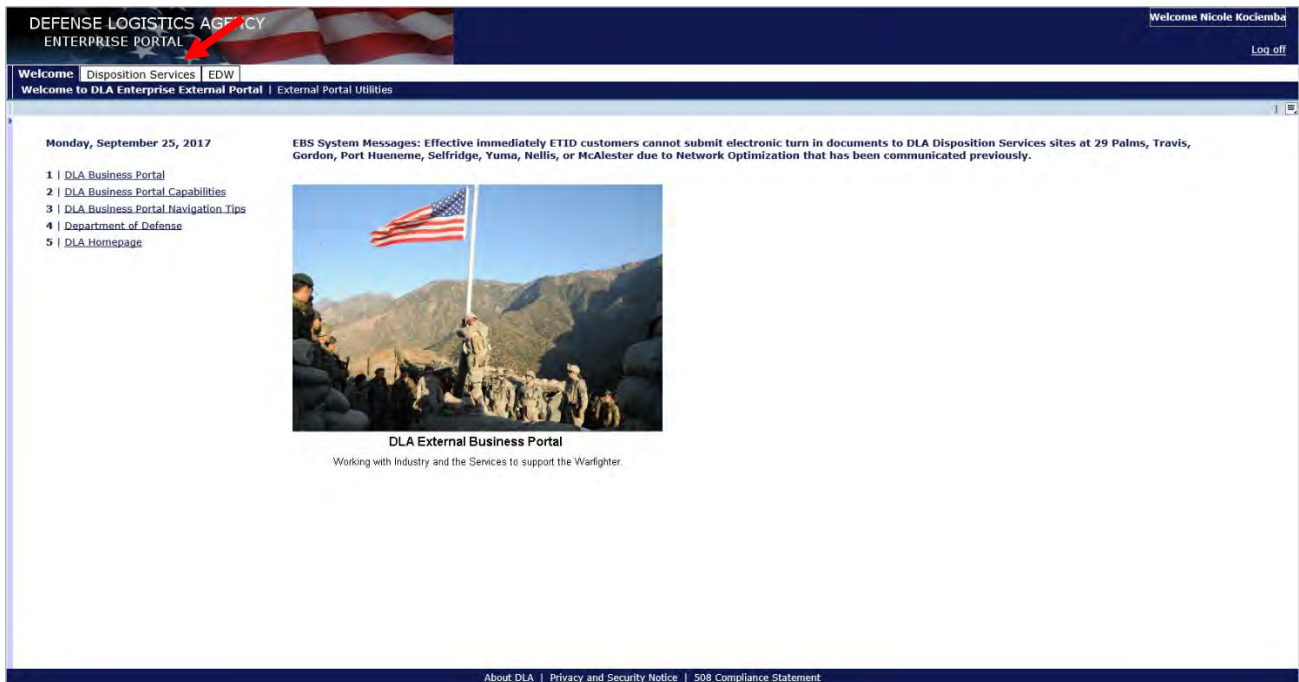 DEFENSE LOGISTICS AGENCY
ENTERPRISE PORTAL
Welcome Nicole Kociemba
Log off
Welcome Disposition Services EDW
Welcome to DLA Enterprise External Portal | External Portal Utilities
Monday, September 25, 2017
1 | DLA Business Portal
2 | DLA Business Portal Capabilities
3 | DLA Business Portal Navigation Tips
4 | Department of Defense
5 | DLA Homepage
EBS System Messages: Effective immediately ETID customers cannot submit electronic turn in documents to DLA Disposition Services sites at 29 Palms, Travis,
Gordon, Port Hueneme, Selfridge, Yuma, Nellis, or McAlester due to Network Optimization that has been communicated previously.
DLA External Business Portal
Working with Industry and the Services to support the Warfighter.
About DLA | Privacy and Security Notice | 508 Compliance Statement